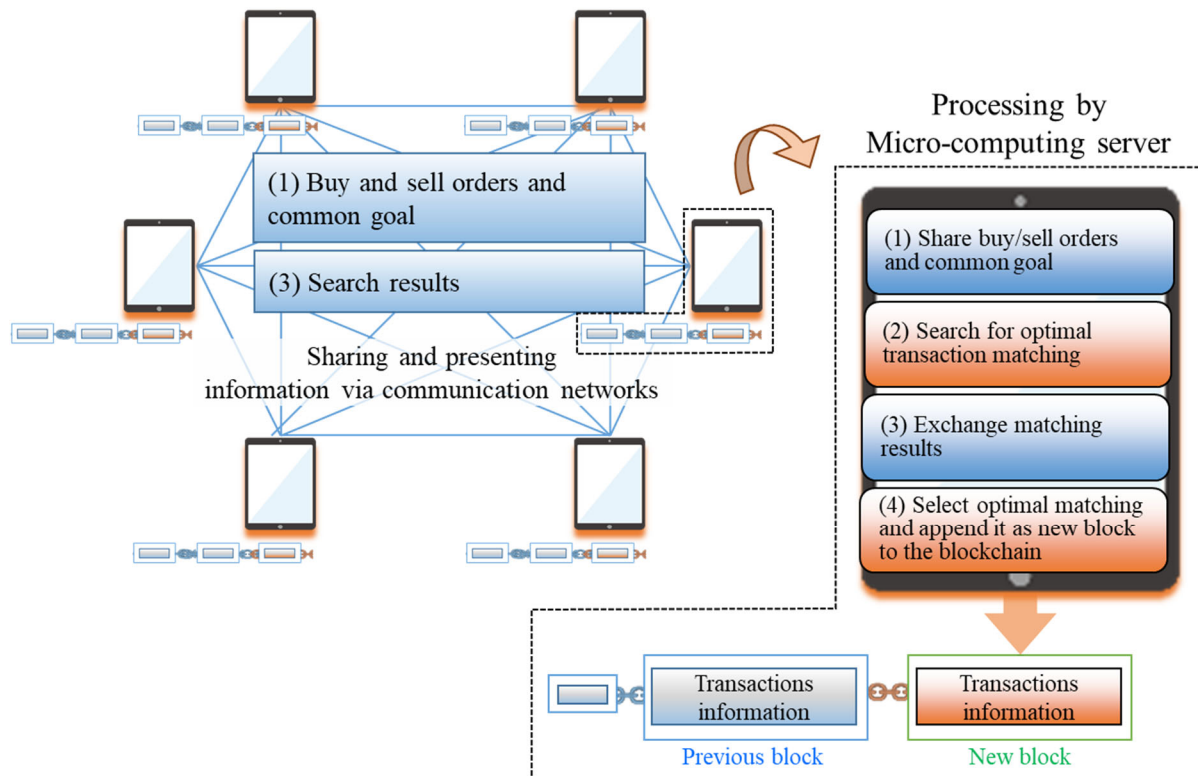 (1) Buy and sell orders and
common goal
(3) Search results
Sharing and presenting
information via communication networks
Processing by
Micro-computing server
(1) Share buy/sell orders
and common goal
(2) Search for optimal
transaction matching
(3) Exchange matching
results
(4) Select optimal matching
and append it as new block
to the blockchain
Transactions
information
Previous block
Transactions
information
New block